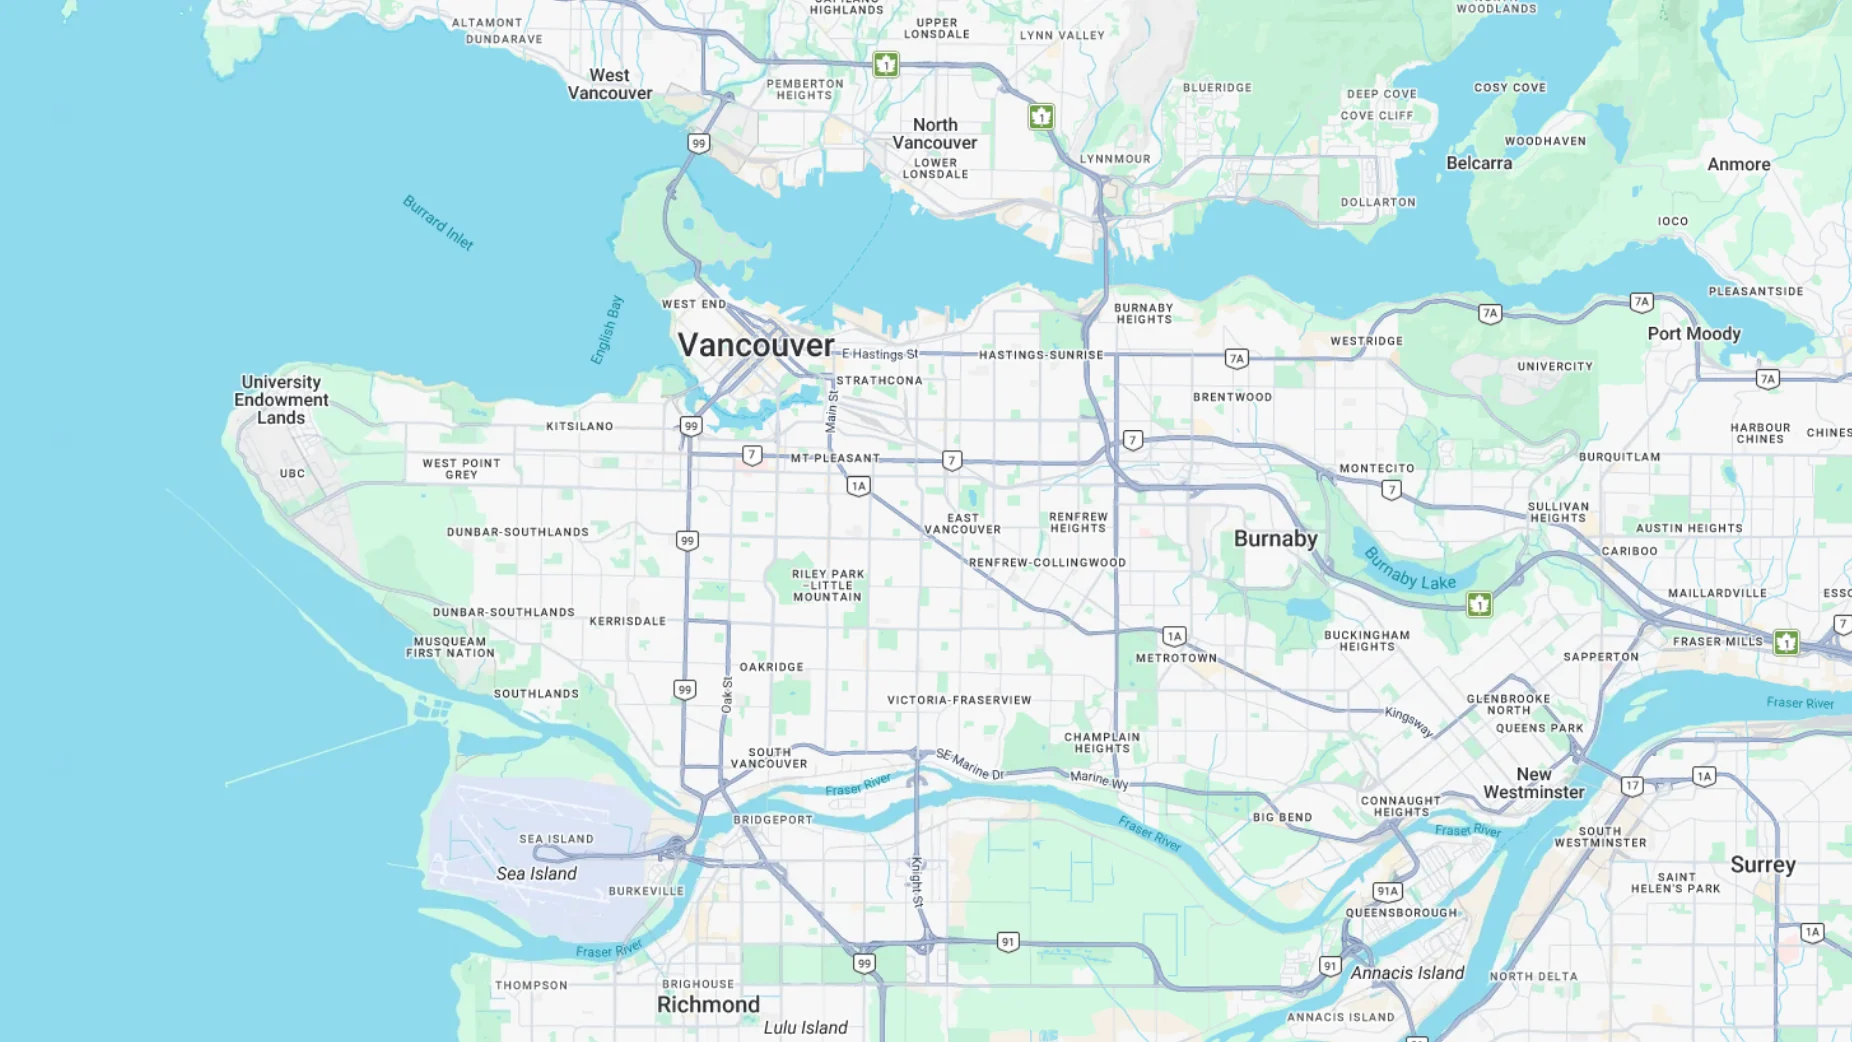 CAPILANO
HIGHLANDS
WOODLANDS
ALTAMONT
UPPER
LONSDALE
DUNDARAVE
LYNN VALLEY
1
West
Vancouver
PEMBERTON
HEIGHTS
BLUERIDGE
DEEP COVE
COSY COVE
1
COVE CLIFF
North
Vancouver
99
WOODHAVEN
LOWER
LONSDALE
LYNNMOUR
Belcarra
Anmore
Burrard Inlet
DOLLARTON
IOCO
WEST END
PLEASANTSIDE
7A
BURNABY
HEIGHTS
7A
English Bay
Vancouver
Port Moody
E Hastings St
HASTINGS-SUNRISE
7A
WESTRIDGE
UNIVERCITY
STRATHCONA
7A
University
Endowment
Lands
Main St
BRENTWOOD
KITSILANO
99
7
HARBOUR
CHINES
CHINES
7
MT PLEASANT
7
BURQUITLAM
WEST POINT
GREY
UBC
MONTECITO
1A
7
SULLIVAN
HEIGHTS
EAST
VANCOUVER
RENFREW
HEIGHTS
AUSTIN HEIGHTS
DUNBAR-SOUTHLANDS
99
Burnaby
CARIBOO
RENFREW-COLLINGWOOD
Burnaby Lake
RILEY PARK
-LITTLE
MOUNTAIN
MAILLARDVILLE
ESSO
1
DUNBAR-SOUTHLANDS
KERRISDALE
7
MUSQUEAM
FIRST NATION
1A
BUCKINGHAM
HEIGHTS
FRASER MILLS
1
METROTOWN
SAPPERTON
OAKRIDGE
SOUTHLANDS
99
Oak St
VICTORIA-FRASERVIEW
GLENBROOKE
NORTH
Fraser River
Kingsway
QUEENS PARK
CHAMPLAIN
HEIGHTS
SOUTH
VANCOUVER
SE Marine Dr
Marine Wy
New
Westminster
17
1A
Fraser River
CONNAUGHT
HEIGHTS
BRIDGEPORT
BIG BEND
Fraser River
Fraser River
SEA ISLAND
SOUTH
WESTMINSTER
Sea Island
Surrey
Knight St
BURKEVILLE
91A
SAINT
HELEN'S PARK
QUEENSBOROUGH
1A
Fraser River
91
99
91
Annacis Island
NORTH DELTA
THOMPSON
BRIGHOUSE
Richmond
ANNACIS ISLAND
Lulu Island